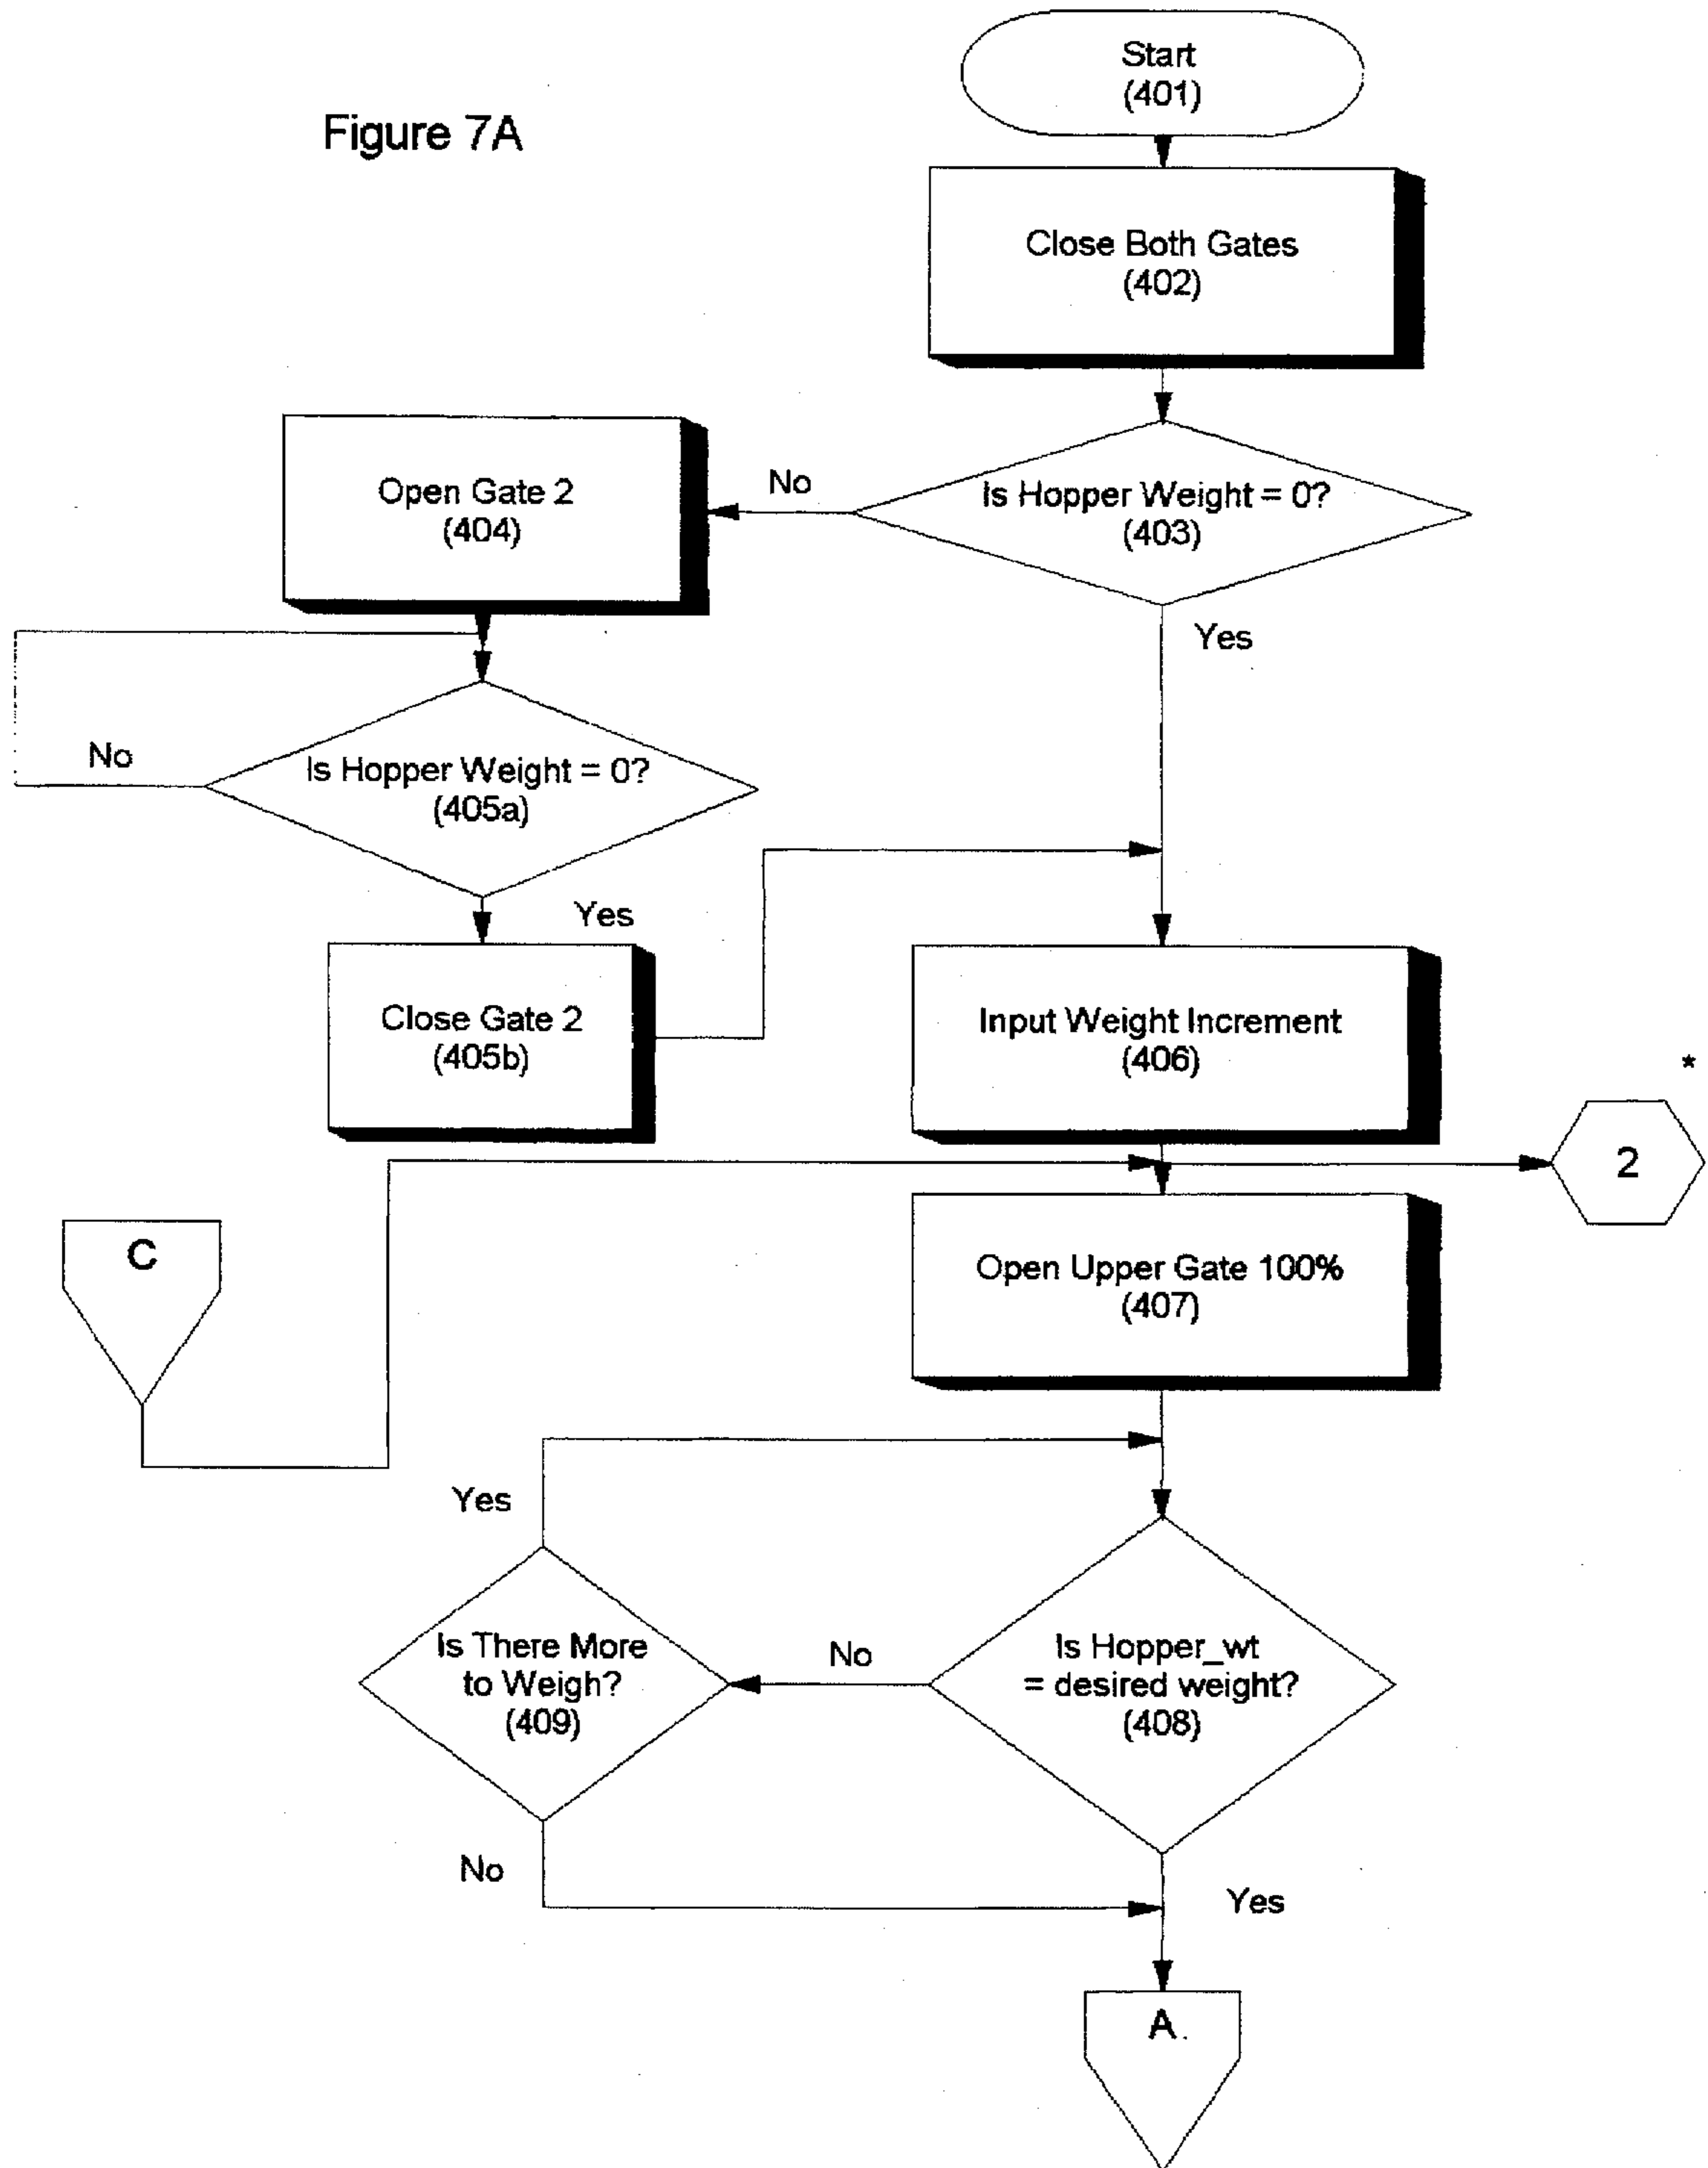 Figure 7A
Start
(401)
Close Both Gates
(402)
Is Hopper Weight = 0?
(403)
No
Yes
Open Gate 2
(404)
Is Hopper Weight = 0?
(405a)
No
Yes
Close Gate 2
(405b)
Input Weight Increment
(406)
*
2
C
Open Upper Gate 100%
(407)
Yes
Is There More
to Weigh?
(409)
No
Is Hopper_wt
= desired weight?
(408)
No
Yes
A